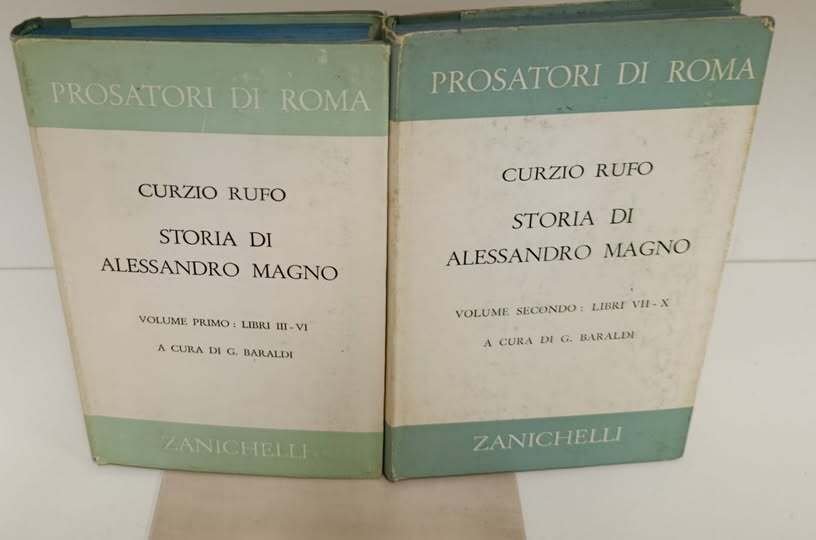 PROSATORI DI ROMA
CURZIO RUFO
STORIA DI
ALESSANDRO MAGNO
VOLUME PRIMO: LIBRI III-VI
A CURA DI G. BARALDI
ZANICHELLI
PROSATORI DI ROMA
CURZIO RUFO
STORIA DI
ALESSANDRO MAGNO
VOLUME SECONDO: LIBRI VII-X
A CURA DI G. BARALDI
ZANICHELLI